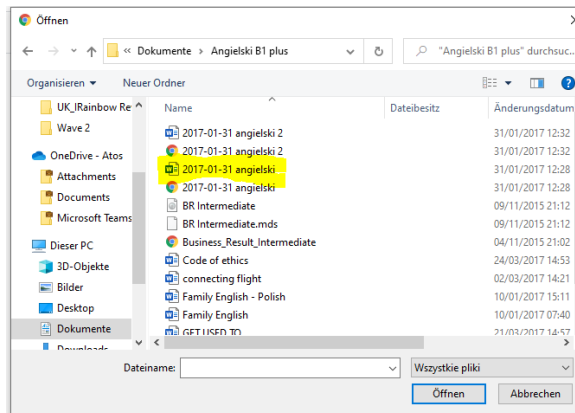 Öffnen
« Dokumente > Angielski B1 plus
"Angielski B1 plus" durchsuc...
Organisieren Neuer Ordner
UK_IRainbow Re
Wave 2
OneDrive - Atos
Attachments
Documents
Microsoft Teams
Dieser PC
3D-Objekte
Bilder
Desktop
Dokumente
Downloads
Name Dateibesitz Änderungsdatum
2017-01-31 angielski 2 31/01/2017 12:32
2017-01-31 angielski 2 31/01/2017 12:32
2017-01-31 angielski 31/01/2017 12:28
2017-01-31 angielski 31/01/2017 12:28
BR Intermediate 09/11/2015 21:12
BR Intermediate.mds 09/11/2015 21:12
Business_Result_Intermediate 04/11/2015 21:02
Code of ethics 24/03/2017 14:53
connecting flight 02/03/2017 14:21
Family English - Polish 10/01/2017 15:11
Family English 10/01/2017 07:40
GET USED TO 21/03/2017 14:57
Dateiname: Wszystkie pliki
Öffnen Abbrechen